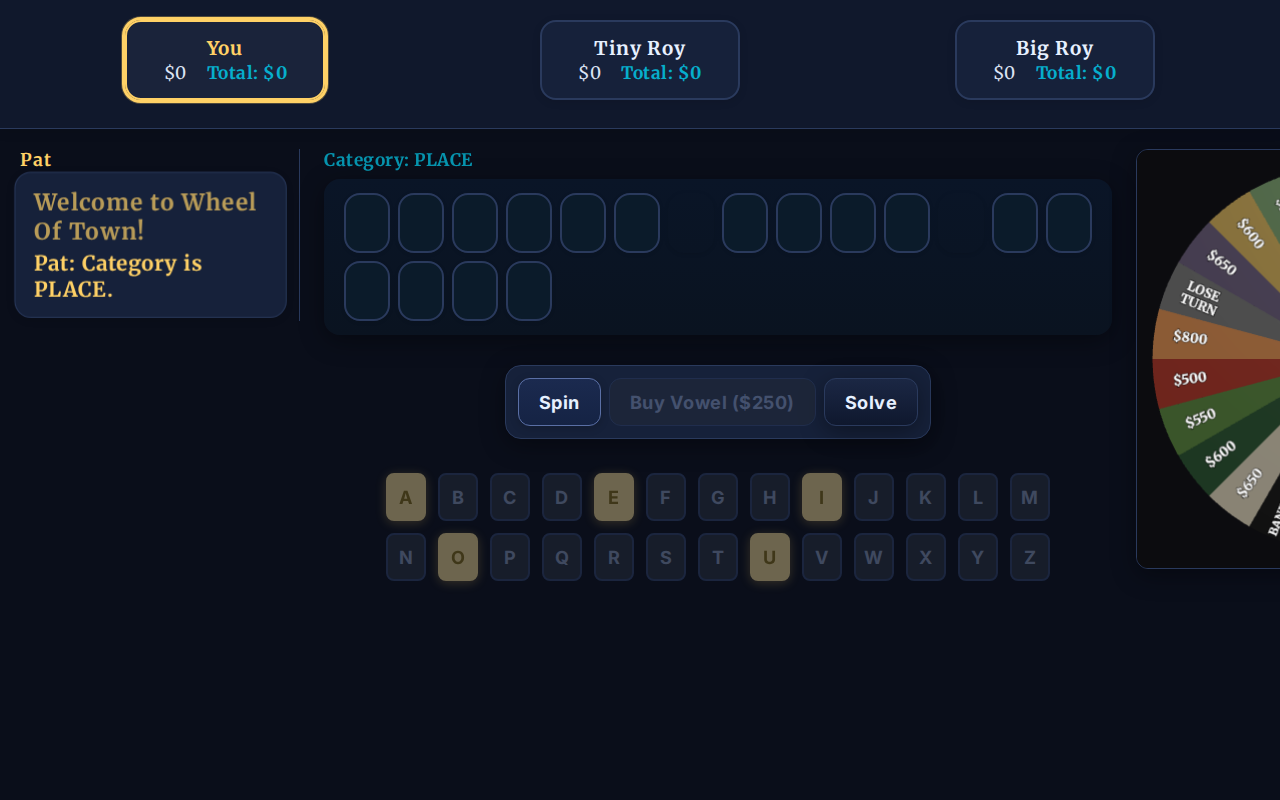 You
$0 Total: $0
Tiny Roy
$0 Total: $0
Big Roy
$0 Total: $0
Pat
Welcome to Wheel
Of Town!
Pat: Category is
PLACE.
Category: PLACE
Spin
Buy Vowel ($250)
Solve
A B C D E F G H I J K L M
N O P Q R S T U V W X Y Z
$600
$650
LOSE
TURN
$800
$500
$550
$600
$650